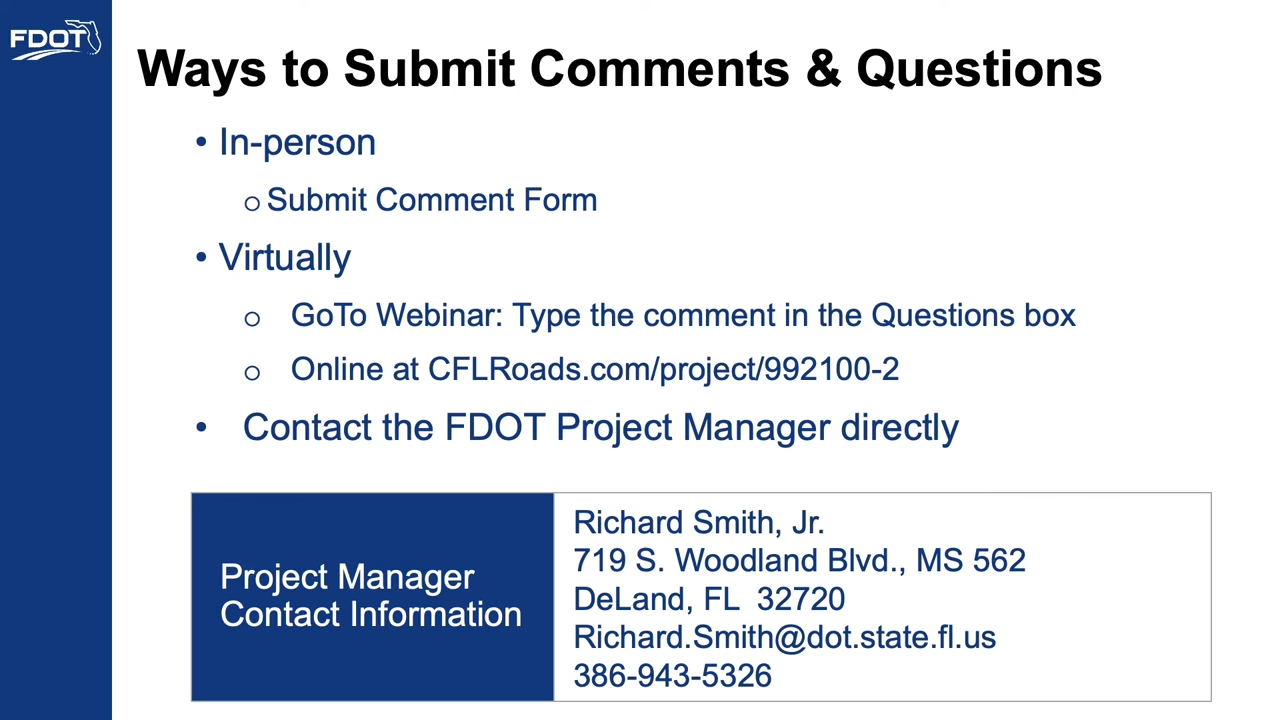 FDOT
Ways to Submit Comments & Questions
• In-person
o Submit Comment Form
• Virtually
o GoTo Webinar: Type the comment in the Questions box
o Online at CFLRoads.com/project/992100-2
• Contact the FDOT Project Manager directly
Project Manager
Contact Information
Richard Smith, Jr.
719 S. Woodland Blvd., MS 562
DeLand, FL  32720
Richard.Smith@dot.state.fl.us
386-943-5326